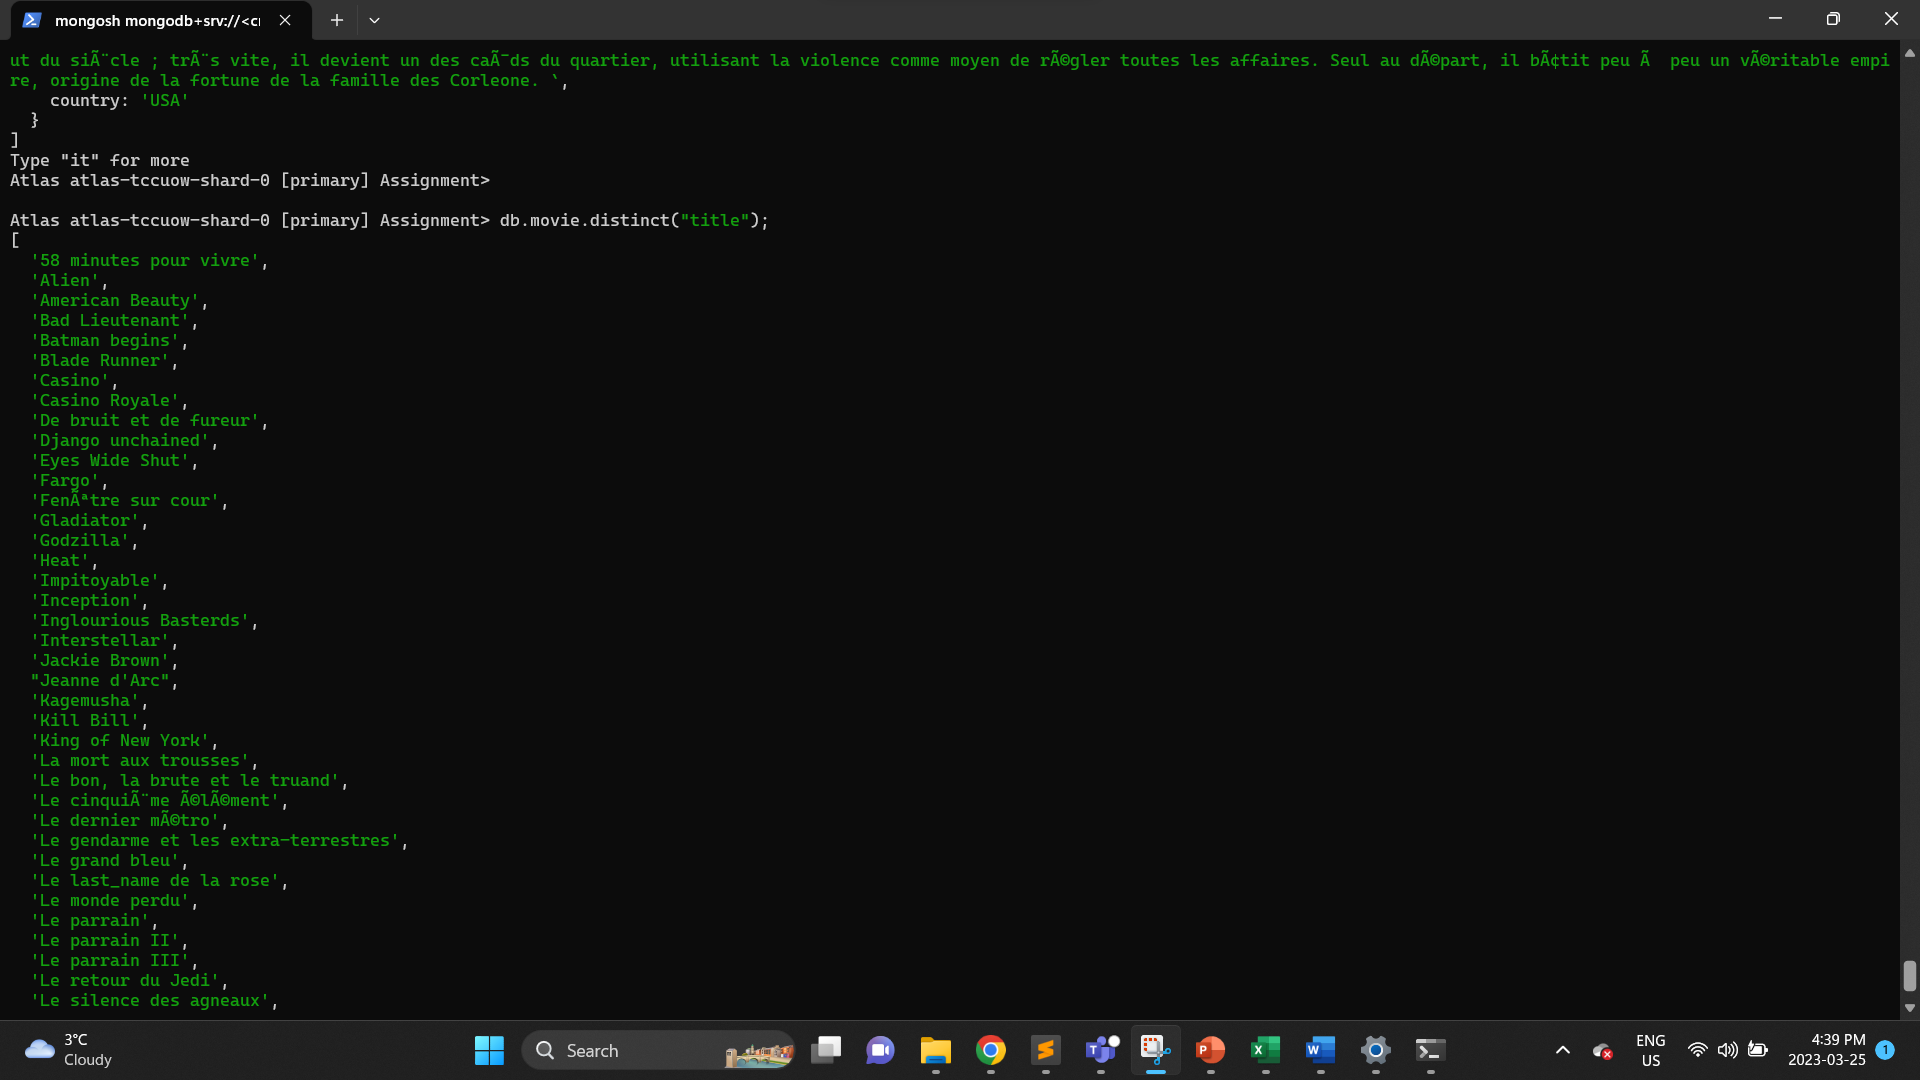 mongosh mongodb+srv://<cr
ut du siÃ¨cle ; trÃ¨s vite, il devient un des caÃ¯ds du quartier, utilisant la violence comme moyen de rÃ©gler toutes les affaires. Seul au dÃ©part, il bÃ¢tit peu Ã  peu un vÃ©ritable empi
re, origine de la fortune de la famille des Corleone. `,
country: 'USA'
}
]
Type "it" for more
Atlas atlas-tccuow-shard-0 [primary] Assignment>
Atlas atlas-tccuow-shard-0 [primary] Assignment> db.movie.distinct("title");
[
'58 minutes pour vivre',
'Alien',
'American Beauty',
'Bad Lieutenant',
'Batman begins',
'Blade Runner',
'Casino',
'Casino Royale',
'De bruit et de fureur',
'Django unchained',
'Eyes Wide Shut',
'Fargo',
'FenÃªtre sur cour',
'Gladiator',
'Godzilla',
'Heat',
'Impitoyable',
'Inception',
'Inglourious Basterds',
'Interstellar',
'Jackie Brown',
"Jeanne d'Arc",
'Kagemusha',
'Kill Bill',
'King of New York',
'La mort aux trousses',
'Le bon, la brute et le truand',
'Le cinquiÃ¨me Ã©lÃ©ment',
'Le dernier mÃ©tro',
'Le gendarme et les extra-terrestres',
'Le grand bleu',
'Le last_name de la rose',
'Le monde perdu',
'Le parrain',
'Le parrain II',
'Le parrain III',
'Le retour du Jedi',
'Le silence des agneaux',
3°C
Cloudy
Search
ENG
US
4:39 PM
2023-03-25
1